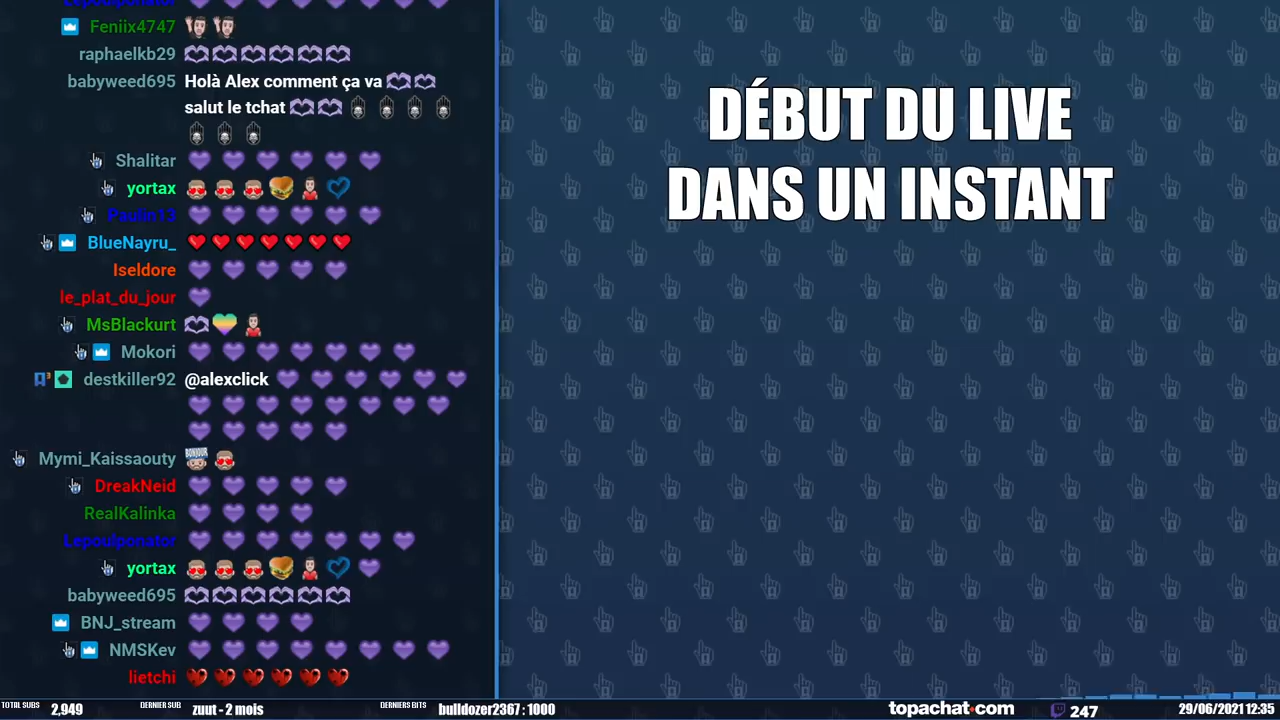 Lepoulponator
Feniix4747
raphaelkb29
babyweed695 Holà Alex comment ça va
salut le tchat
Shalitar
yortax
Paulin13
BlueNayru_
Iseldore
le_plat_du_jour
MsBlackurt
Mokori
destkiller92 @alexclick
Mymi_Kaissaouty BONJOUR
DreakNeid
RealKalinka
Lepoulponator
yortax
babyweed695
BNJ_stream
NMSKev
lietchi
DÉBUT DU LIVE
DANS UN INSTANT
TOTAL SUBS 2,949 DERNIER SUB zuut - 2 mois DERNIERS BITS bulldozer2367 : 1000 topachat.com 247 29/06/2021 12:35